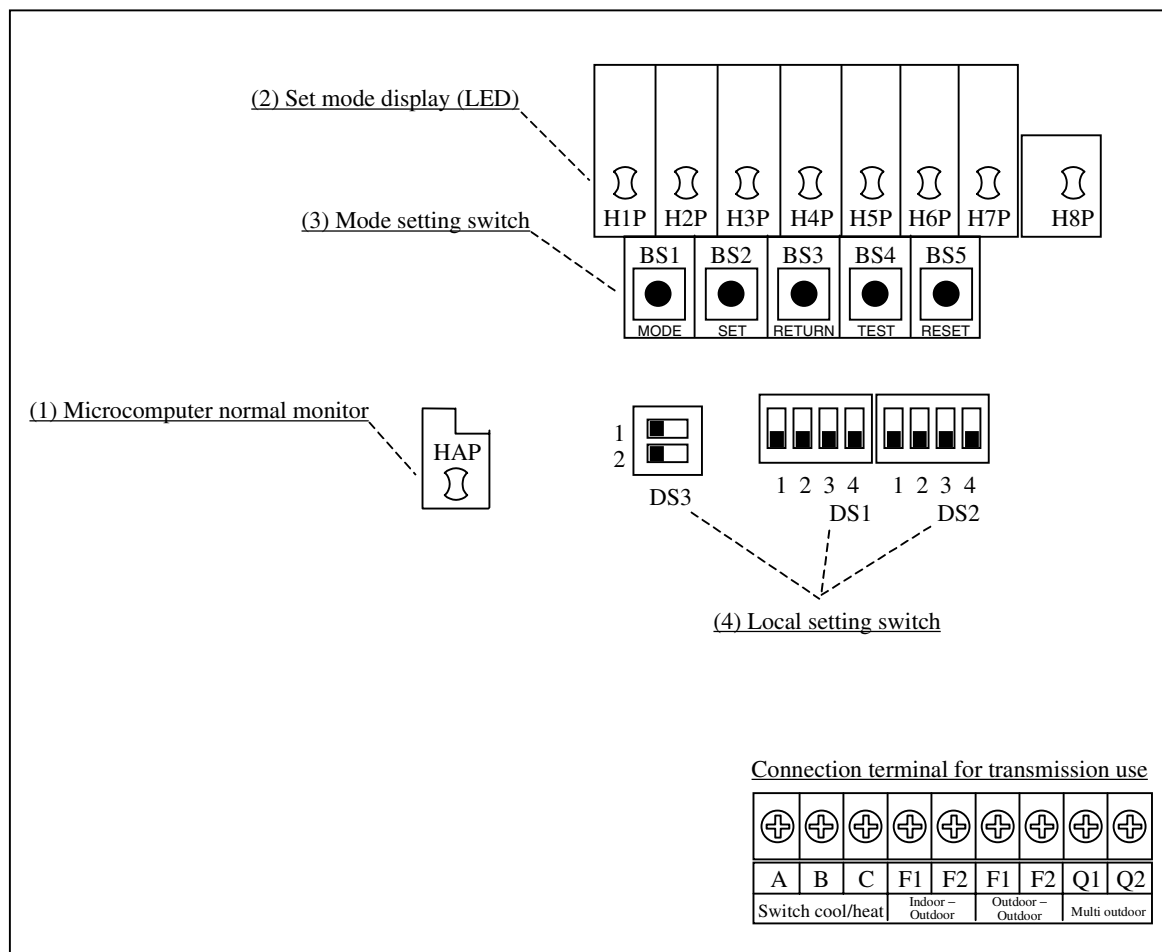 (2) Set mode display (LED)
H1P H2P H3P H4P H5P H6P H7P H8P
(3) Mode setting switch
BS1 BS2 BS3 BS4 BS5
MODE SET RETURN TEST RESET
(1) Microcomputer normal monitor
HAP
1
2
DS3
1 2 3 4 1 2 3 4
DS1 DS2
(4) Local setting switch
Connection terminal for transmission use
A B C F1 F2 F1 F2 Q1 Q2
Switch cool/heat Indoor – Outdoor Outdoor – Outdoor Multi outdoor